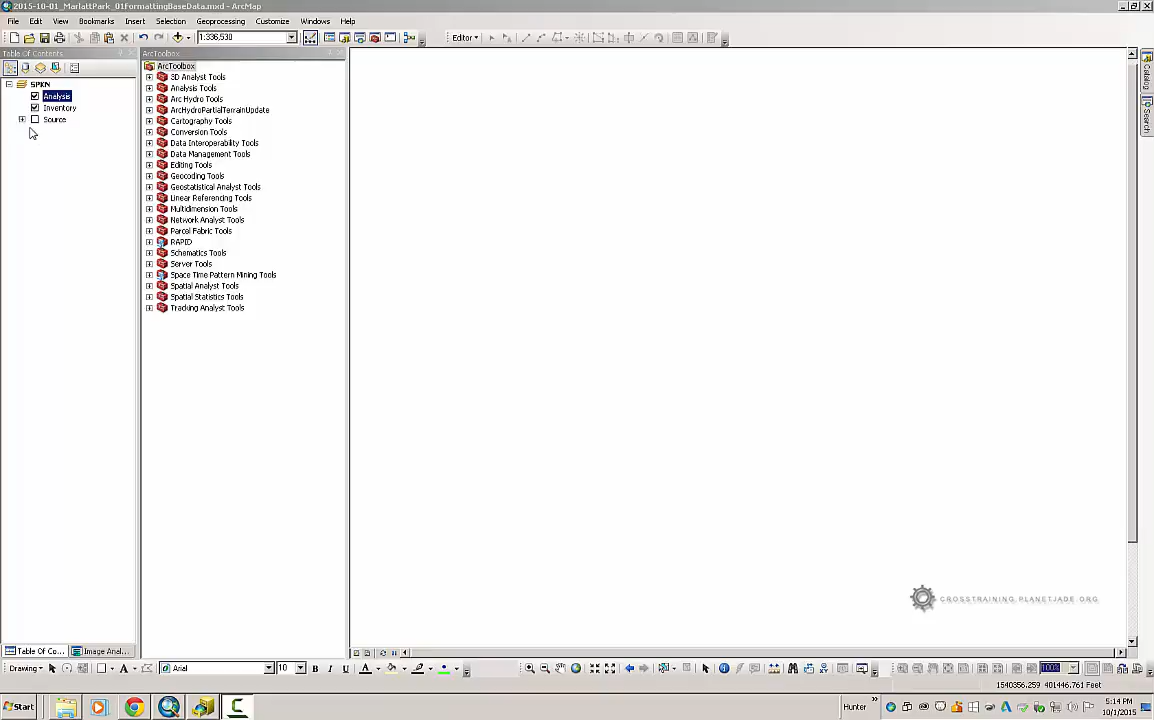 2015-10-01_MarlattPark_01FormattingBaseData.mxd - ArcMap
File Edit View Bookmarks Insert Selection Geoprocessing Customize Windows Help
1:336,530
Editor
Table Of Contents
ArcToolbox
SPKN
Analysis
Inventory
Source
ArcToolbox
3D Analyst Tools
Analysis Tools
Arc Hydro Tools
ArcHydroPartialTerrainUpdate
Cartography Tools
Conversion Tools
Data Interoperability Tools
Data Management Tools
Editing Tools
Geocoding Tools
Geostatistical Analyst Tools
Linear Referencing Tools
Multidimension Tools
Network Analyst Tools
Parcel Fabric Tools
RAPID
Schematics Tools
Server Tools
Space Time Pattern Mining Tools
Spatial Analyst Tools
Spatial Statistics Tools
Tracking Analyst Tools
Catalog
Search
CROSSTRAINING.PLANETJADE.ORG
Table Of Co... Image Anal...
Drawing A Arial 10 B I U A
100%
1540356.259 401446.761 Feet
Start
Hunter
5:14 PM
10/1/2015